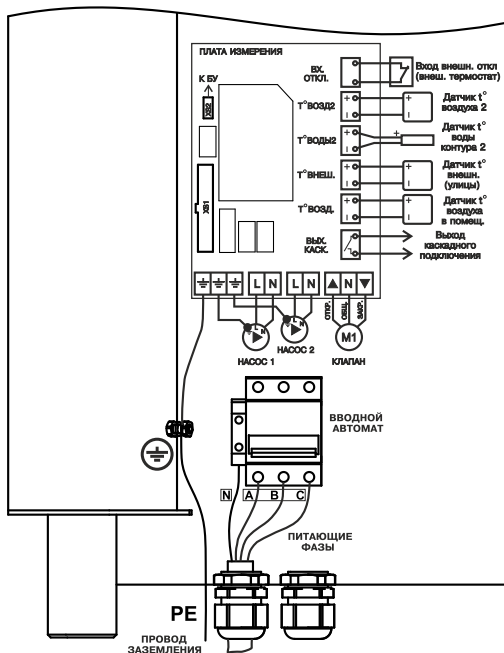 ПЛАТА ИЗМЕРЕНИЯ
К БУ
XS2
XS1
ВХ.
ОТКЛ.
Вход внешн. откл
(внеш. термостат)
T°ВОЗД2
+
–
+
–
Датчик t°
воздуха 2
T°ВОДЫ2
+
–
+
Датчик t°
воды
контура 2
T°ВНЕШ.
+
–
+
–
Датчик t°
внешн.
(улицы)
T°ВОЗД.
+
–
+
–
Датчик t°
воздуха
в помещ.
ВЫХ.
КАСК.
Выход
каскадного
подключения
L N L N N
ОТКР.
ОБЩ.
ЗАКР.
L N
L N
M1
НАСОС 1
НАСОС 2
КЛАПАН
ВВОДНОЙ
АВТОМАТ
N A B C
ПИТАЮЩИЕ
ФАЗЫ
PE
ПРОВОД
ЗАЗЕМЛЕНИЯ